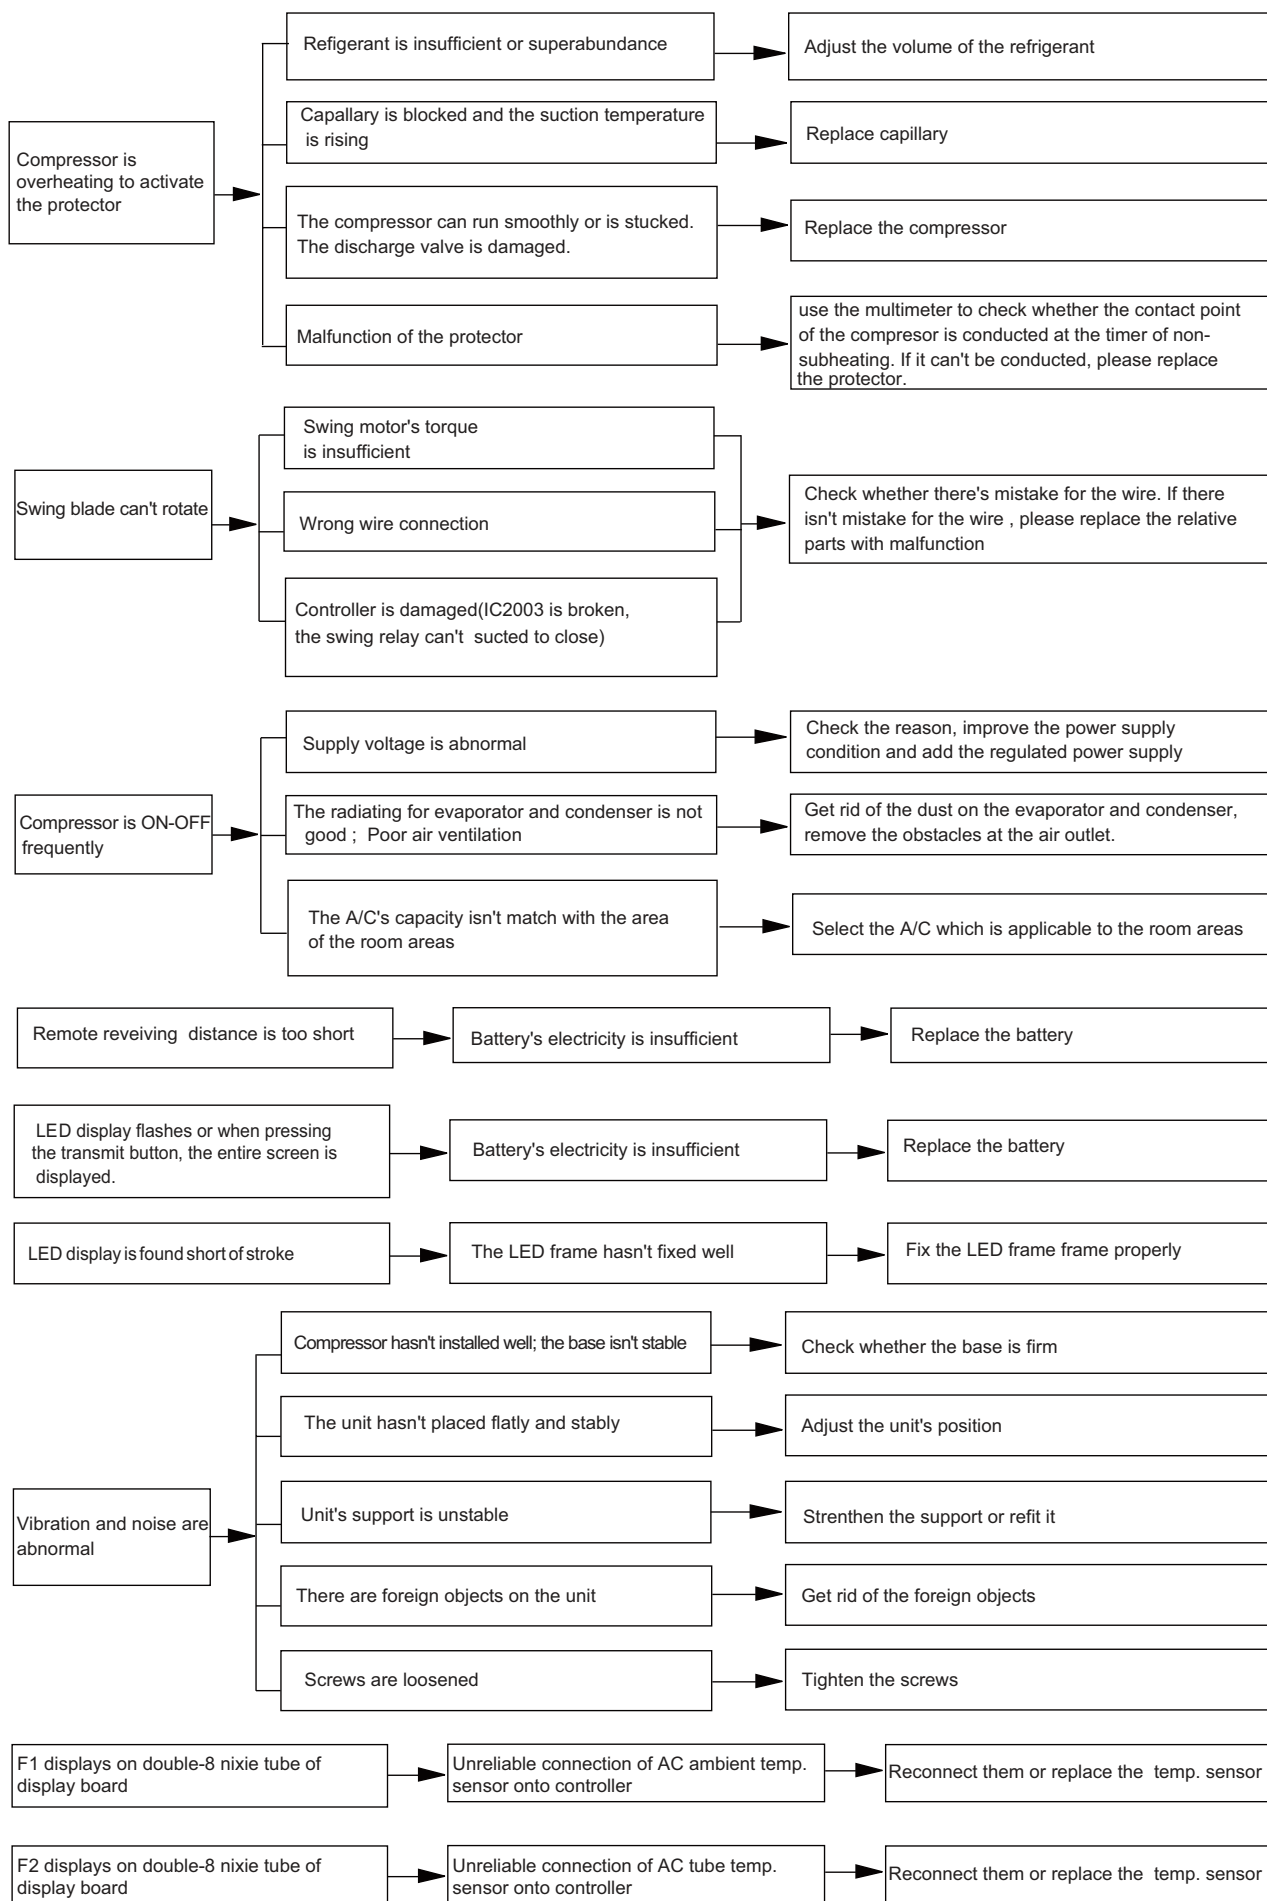 Compressor is
overheating to activate
the protector
Refigerant is insufficient or superabundance
Adjust the volume of the refrigerant
Capallary is blocked and the suction temperature
is rising
Replace capillary
The compressor can run smoothly or is stucked.
The discharge valve is damaged.
Replace the compressor
Malfunction of the protector
use the multimeter to check whether the contact point
of the compresor is conducted at the timer of non-
subheating. If it can't be conducted, please replace
the protector.
Swing blade can't rotate
Swing motor's torque
is insufficient
Wrong wire connection
Controller is damaged(IC2003 is broken,
the swing relay can't sucted to close)
Check whether there's mistake for the wire. If there
isn't mistake for the wire , please replace the relative
parts with malfunction
Compressor is ON-OFF
frequently
Supply voltage is abnormal
Check the reason, improve the power supply
condition and add the regulated power supply
The radiating for evaporator and condenser is not
good ; Poor air ventilation
Get rid of the dust on the evaporator and condenser,
remove the obstacles at the air outlet.
The A/C's capacity isn't match with the area
of the room areas
Select the A/C which is applicable to the room areas
Remote reveiving distance is too short
Battery's electricity is insufficient
Replace the battery
LED display flashes or when pressing
the transmit button, the entire screen is
displayed.
Battery's electricity is insufficient
Replace the battery
LED display is found short of stroke
The LED frame hasn't fixed well
Fix the LED frame frame properly
Vibration and noise are
abnormal
Compressor hasn't installed well; the base isn't stable
Check whether the base is firm
The unit hasn't placed flatly and stably
Adjust the unit's position
Unit's support is unstable
Strenthen the support or refit it
There are foreign objects on the unit
Get rid of the foreign objects
Screws are loosened
Tighten the screws
F1 displays on double-8 nixie tube of
display board
Unreliable connection of AC ambient temp.
sensor onto controller
Reconnect them or replace the temp. sensor
F2 displays on double-8 nixie tube of
display board
Unreliable connection of AC tube temp.
sensor onto controller
Reconnect them or replace the temp. sensor